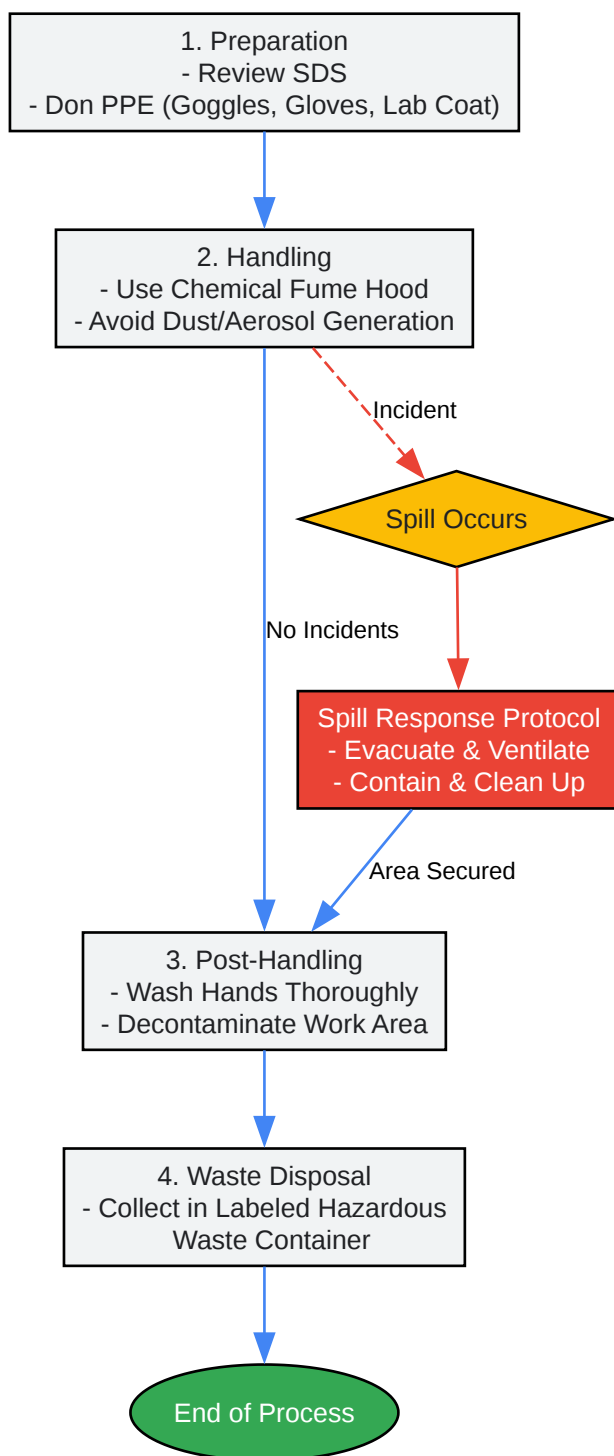 1. Preparation
- Review SDS
- Don PPE (Goggles, Gloves, Lab Coat)
2. Handling
- Use Chemical Fume Hood
- Avoid Dust/Aerosol Generation
Incident
Spill Occurs
No Incidents
Spill Response Protocol
- Evacuate & Ventilate
- Contain & Clean Up
Area Secured
3. Post-Handling
- Wash Hands Thoroughly
- Decontaminate Work Area
4. Waste Disposal
- Collect in Labeled Hazardous
Waste Container
End of Process